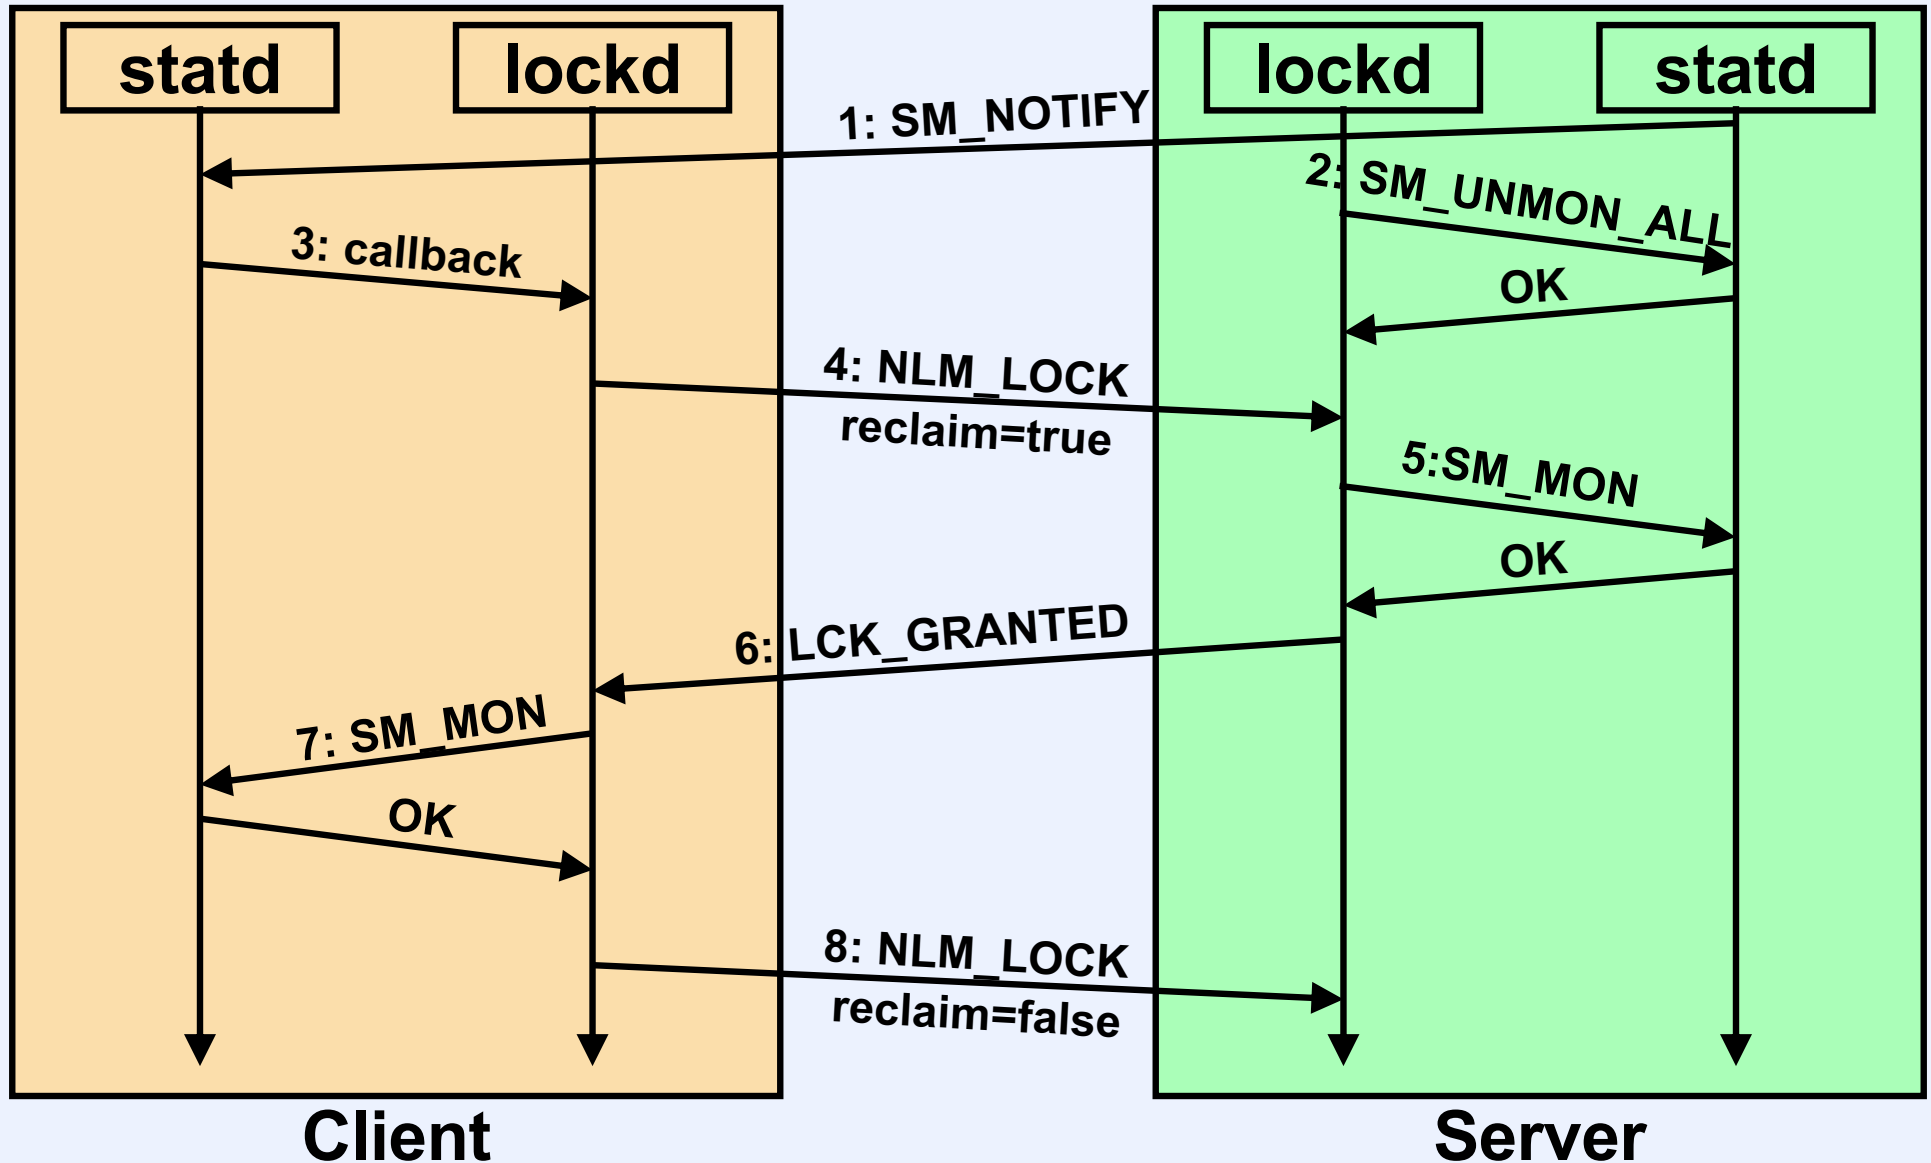 statd
lockd
lockd
statd
1: SM_NOTIFY
2: SM_UNMON_ALL
3: callback
OK
4: NLM_LOCK
reclaim=true
5:SM_MON
OK
6: LCK_GRANTED
7: SM_MON
OK
8: NLM_LOCK
reclaim=false
Client
Server